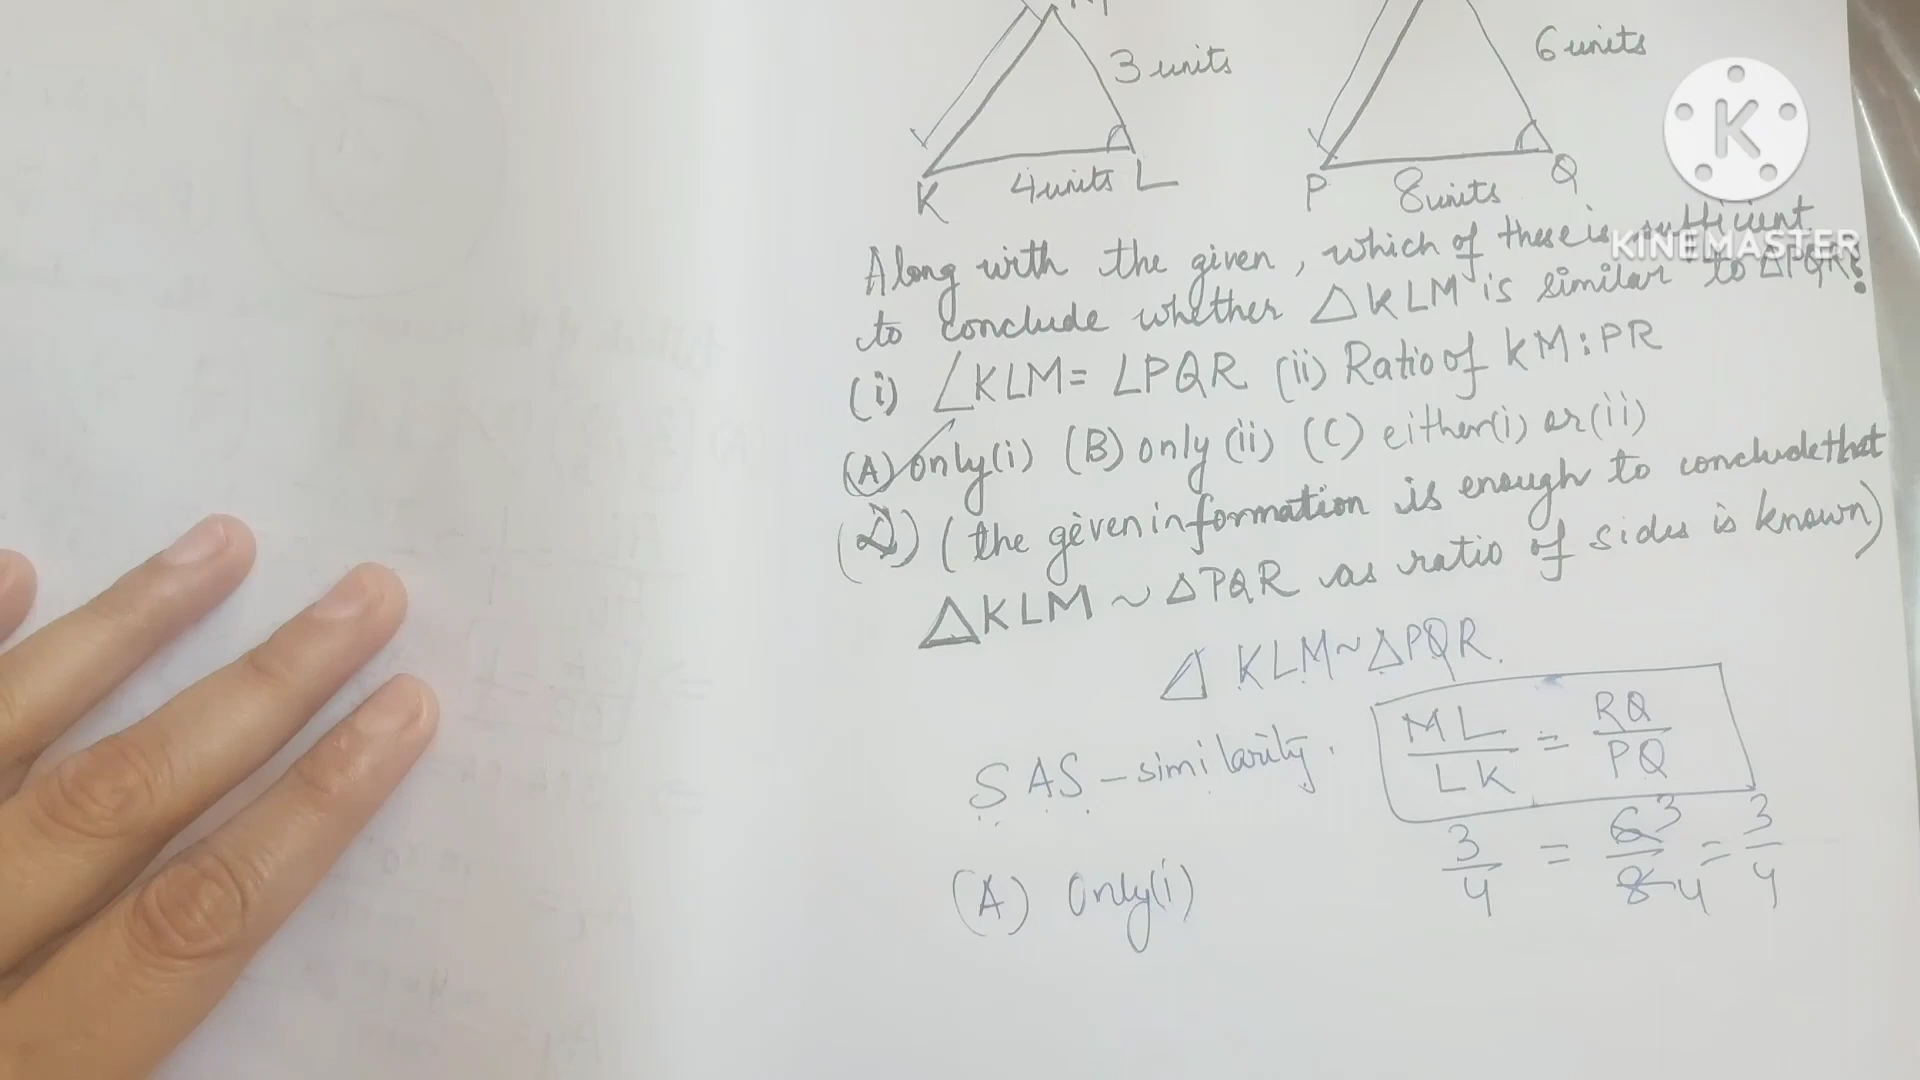 M
3 units
6 units
K
4 units L
P
8 units
Q
K
KINEMASTER
Along with the given, which of these is sufficient
to conclude whether △KLM is similar to △PQR?
(i) ∠KLM = ∠PQR (ii) Ratio of KM : PR
(A) only (i) (B) only (ii) (C) either (i) or (ii)
(D) (the given information is enough to conclude that
△KLM ~ △PQR as ratio of sides is known)
△ KLM ~ △PQR.
SAS – similarity. ML/LK = RQ/PQ
3/4 = 6 3/8 4 = 3/4
(A) Only (i)